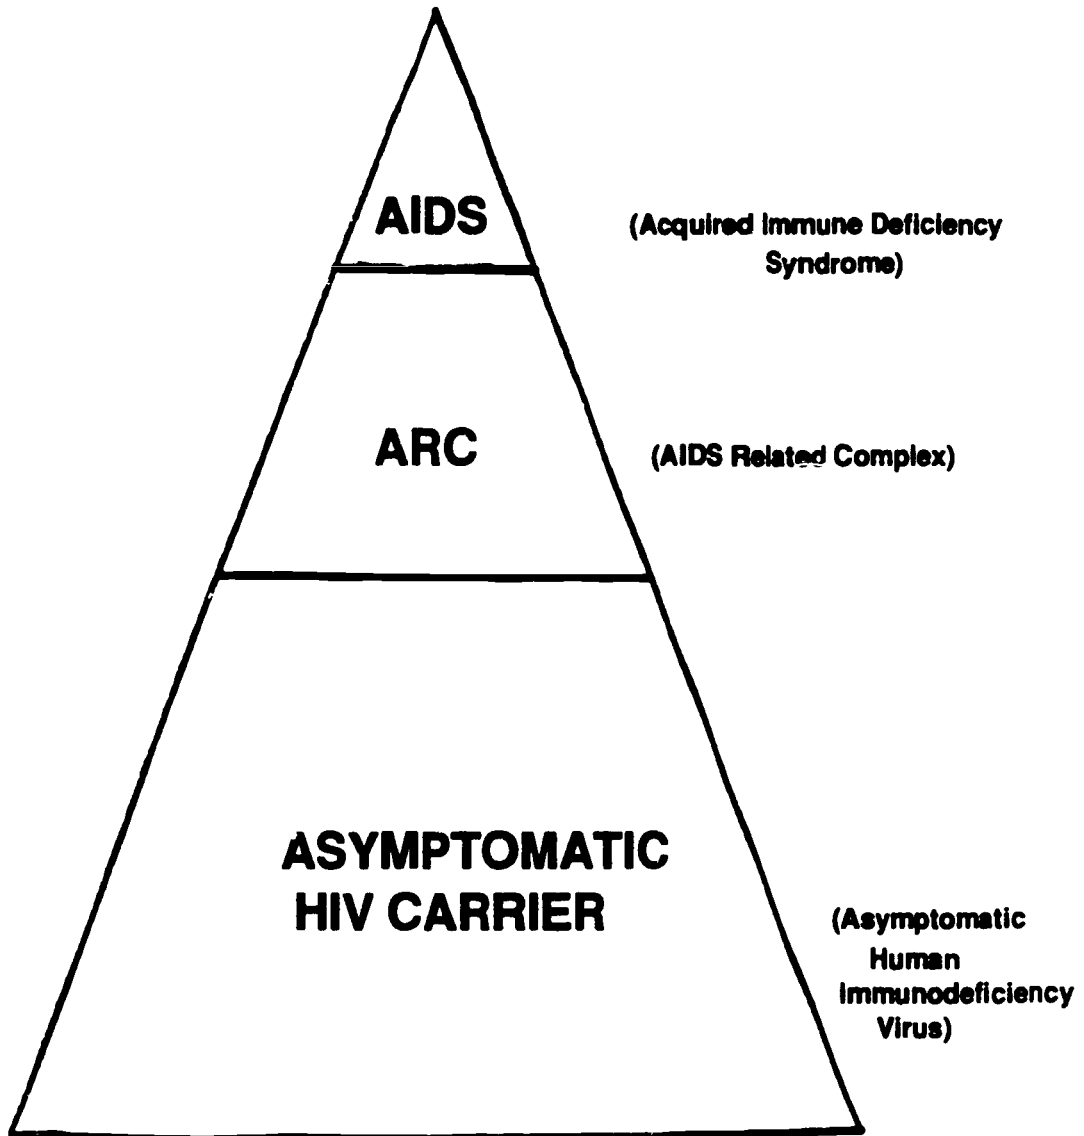 AIDS
(Acquired Immune Deficiency
Syndrome)
ARC
(AIDS Related Complex)
ASYMPTOMATIC
HIV CARRIER
(Asymptomatic
Human
Immunodeficiency
Virus)